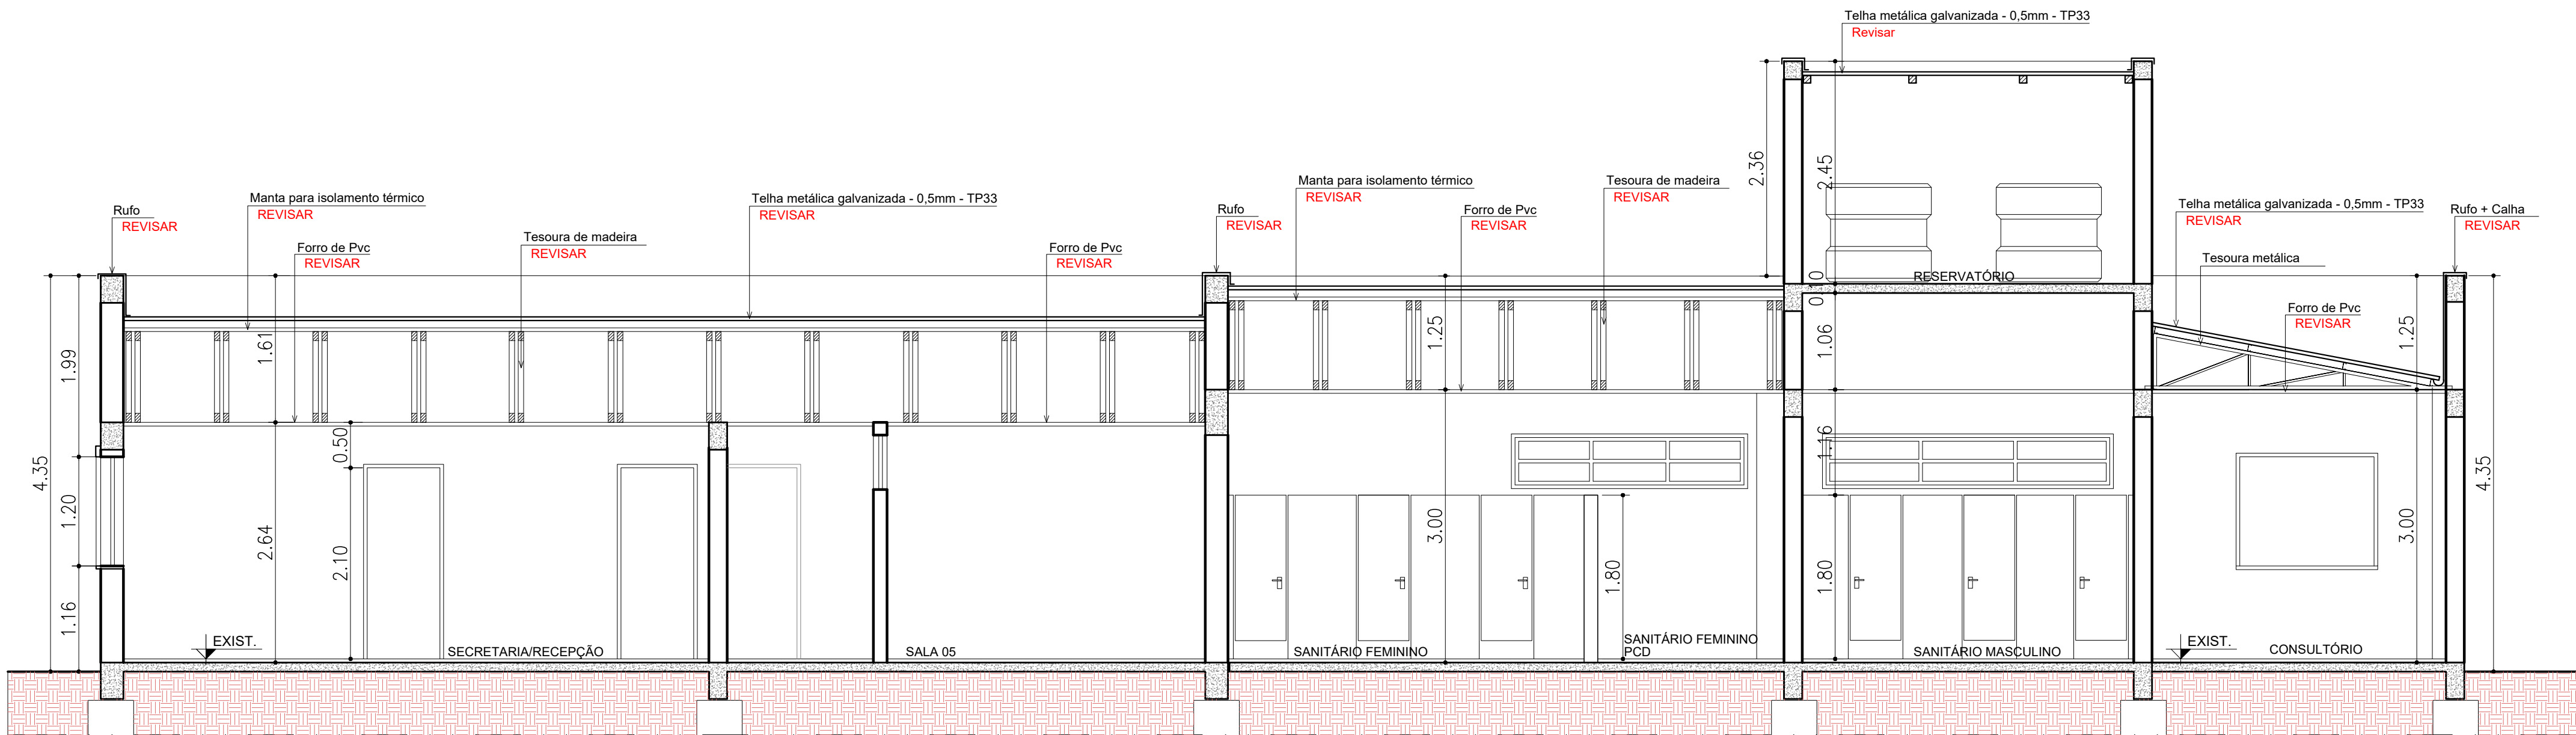 Telha metálica galvanizada - 0,5mm - TP33
Revisar
Rufo
REVISAR
Manta para isolamento térmico
REVISAR
Forro de Pvc
REVISAR
Tesoura de madeira
REVISAR
Telha metálica galvanizada - 0,5mm - TP33
REVISAR
Forro de Pvc
REVISAR
Rufo
REVISAR
Manta para isolamento térmico
REVISAR
Forro de Pvc
REVISAR
Tesoura de madeira
REVISAR
Telha metálica galvanizada - 0,5mm - TP33
REVISAR
Tesoura metálica
Forro de Pvc
REVISAR
Rufo + Calha
REVISAR
4.35
1.99
1.20
1.16
1.61
2.64
0.50
2.10
1.25
3.00
1.80
2.36
2.45
0.10
1.06
1.16
1.80
1.25
3.00
4.35
RESERVATÓRIO
EXIST.
SECRETARIA/RECEPÇÃO
SALA 05
SANITÁRIO FEMININO
SANITÁRIO FEMININO
PCD
SANITÁRIO MASCULINO
EXIST.
CONSULTÓRIO